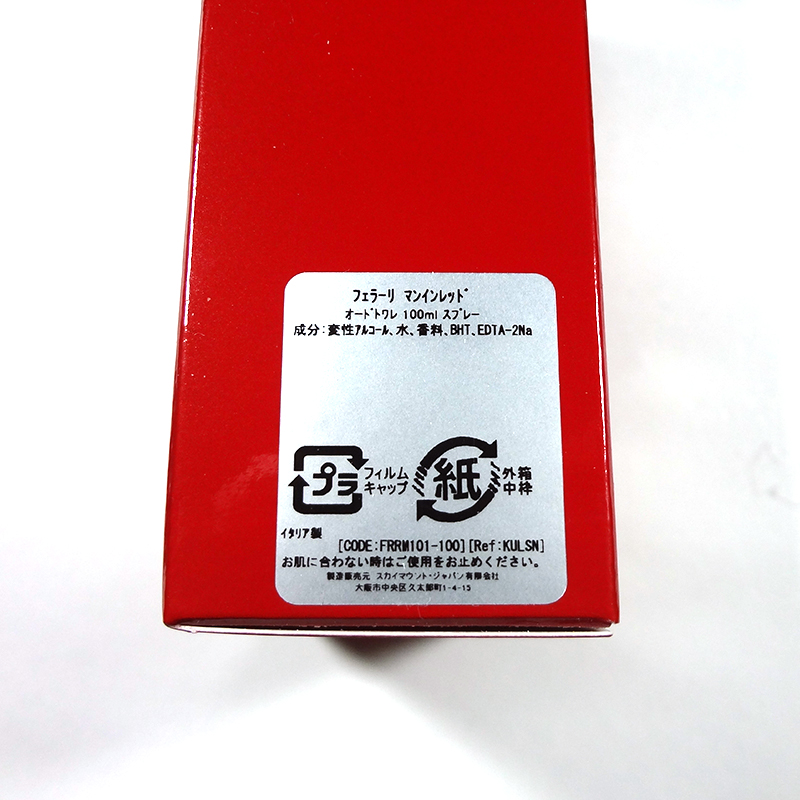 フェラーリ マンインレッド
オードトワレ 100ml スプレー
成分:変性アルコール、水、香料、BHT、EDTA-2Na
プラ
フィルム
キャップ
紙
外箱
中枠
イタリア製
[CODE:FRRM101-100][Ref:KULSN]
お肌に合わない時はご使用をお止めください。
製造販売元 スカイマウント・ジャパン有限会社
大阪市中央区久太郎町1-4-15